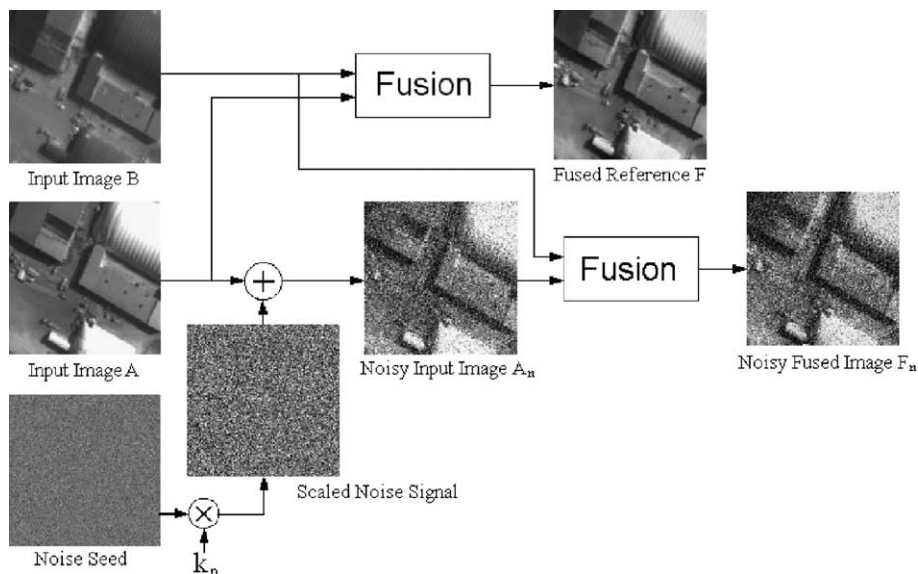 Fusion
Input Image B
Fused Reference F
Fusion
Input Image A
Noisy Input Image Aₙ
Noisy Fused Image Fₙ
Scaled Noise Signal
Noise Seed
kₙ